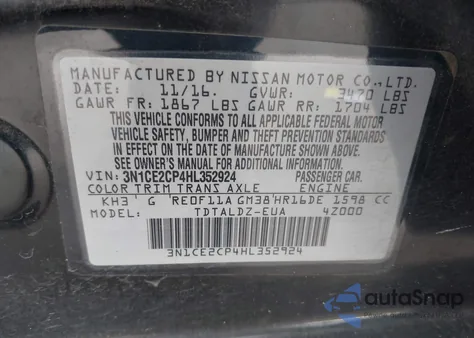 MANUFACTURED BY NISSAN MOTOR CO., LTD.
DATE: 11/16. GVWR: 3470 LBS
GAWR FR: 1867 LBS GAWR RR: 1704 LBS
THIS VEHICLE CONFORMS TO ALL APPLICABLE FEDERAL MOTOR
VEHICLE SAFETY, BUMPER AND THEFT PREVENTION STANDARDS
IN EFFECT ON THE DATE OF MANUFACTURE SHOWN ABOVE.
SEE OWNER'S MANUAL FOR MORE INFORMATION.
VIN: 3N1CE2CP4HL352924 PASSENGER CAR.
COLOR TRIM TRANS AXLE ENGINE
KH3' G 'RE0F11A GM38'HR16DE 1598 CC
MODEL: TDTALDZ-EUA 4Z000
3N1CE2CP4HL352924
autoSnap